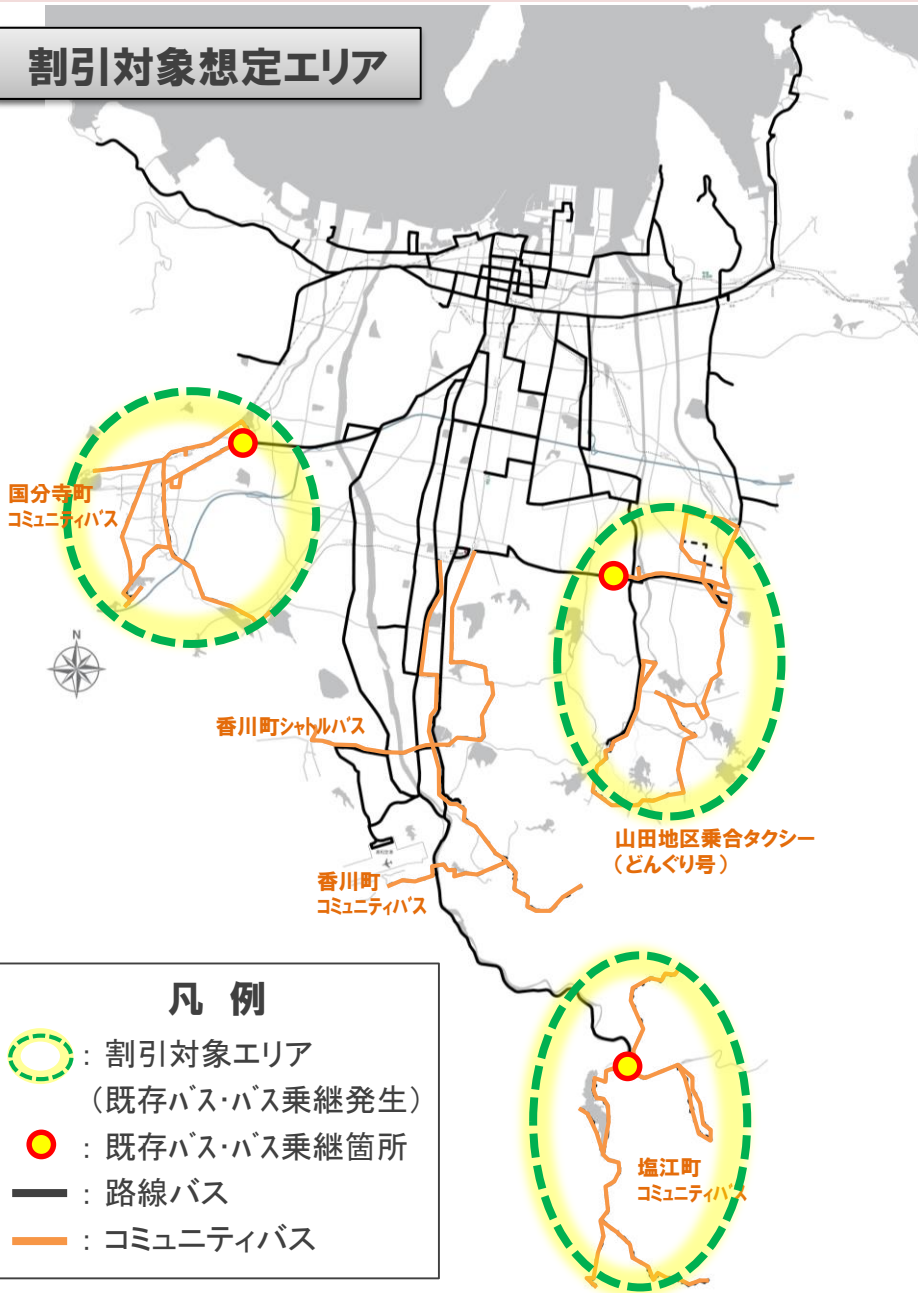 割引対象想定エリア
国分寺町
コミュニティバス
N
香川町シャトルバス
山田地区乗合タクシー
(どんぐり号)
香川町
コミュニティバス
凡 例
: 割引対象エリア
(既存バス・バス乗継発生)
: 既存バス・バス乗継箇所
: 路線バス
: コミュニティバス
塩江町
コミュニティバス